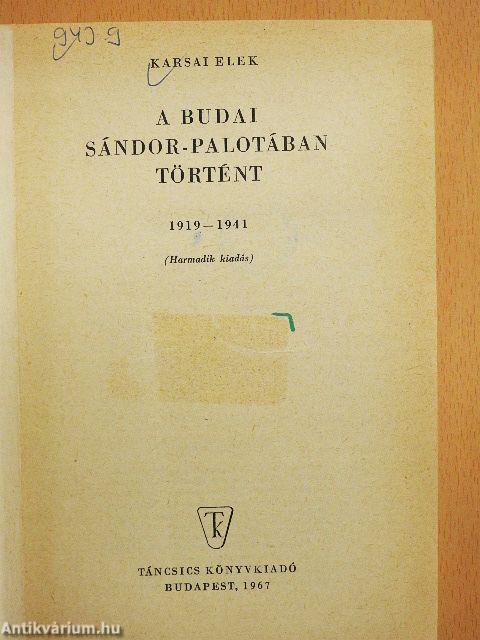 KARSAI ELEK
A BUDAI
SÁNDOR-PALOTÁBAN
TÖRTÉNT
1919—1941
(Harmadik kiadás)
TK
TÁNCSICS KÖNYVKIADÓ
BUDAPEST, 1967
Antikvárium.hu